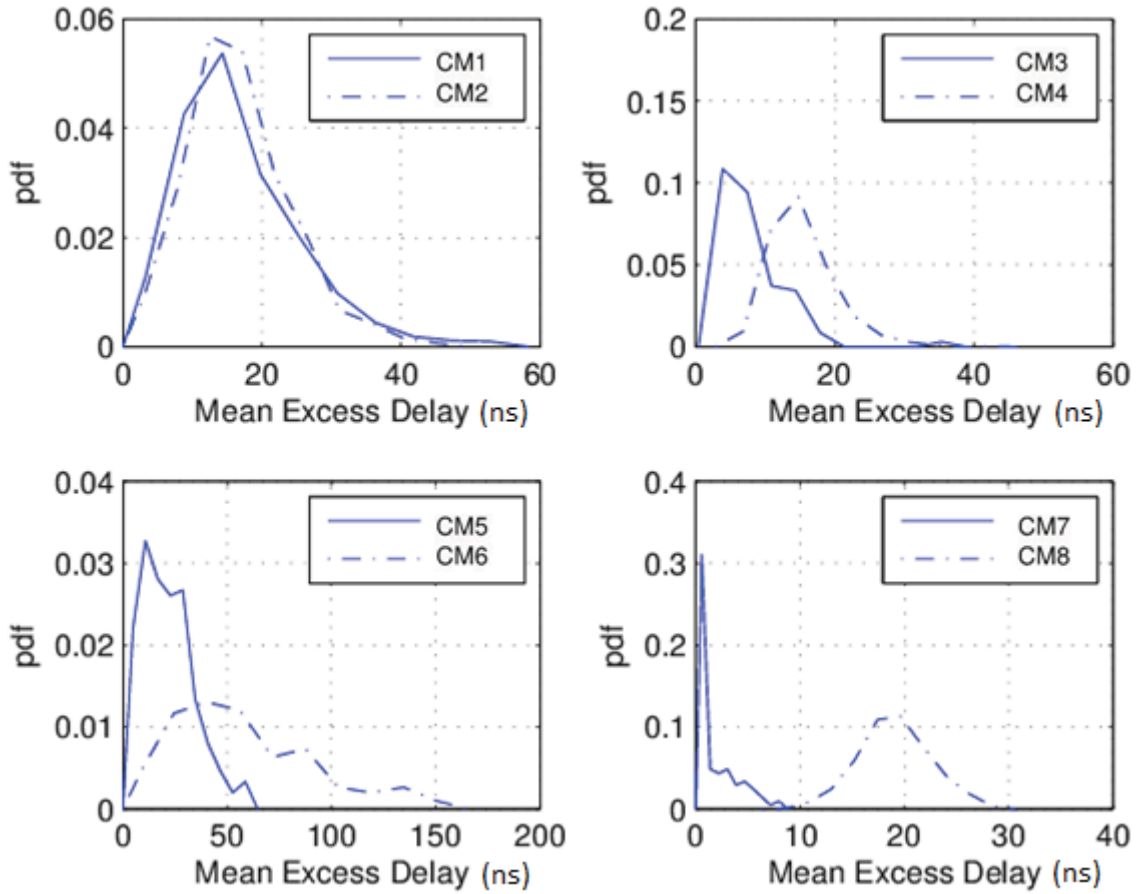 0.06
0.04
0.02
0
pdf
CM1
CM2
0 20 40 60
Mean Excess Delay (ns)
0.2
0.15
0.1
0.05
0
pdf
CM3
CM4
0 20 40 60
Mean Excess Delay (ns)
0.04
0.03
0.02
0.01
0
pdf
CM5
CM6
0 50 100 150 200
Mean Excess Delay (ns)
0.4
0.3
0.2
0.1
0
pdf
CM7
CM8
0 10 20 30 40
Mean Excess Delay (ns)